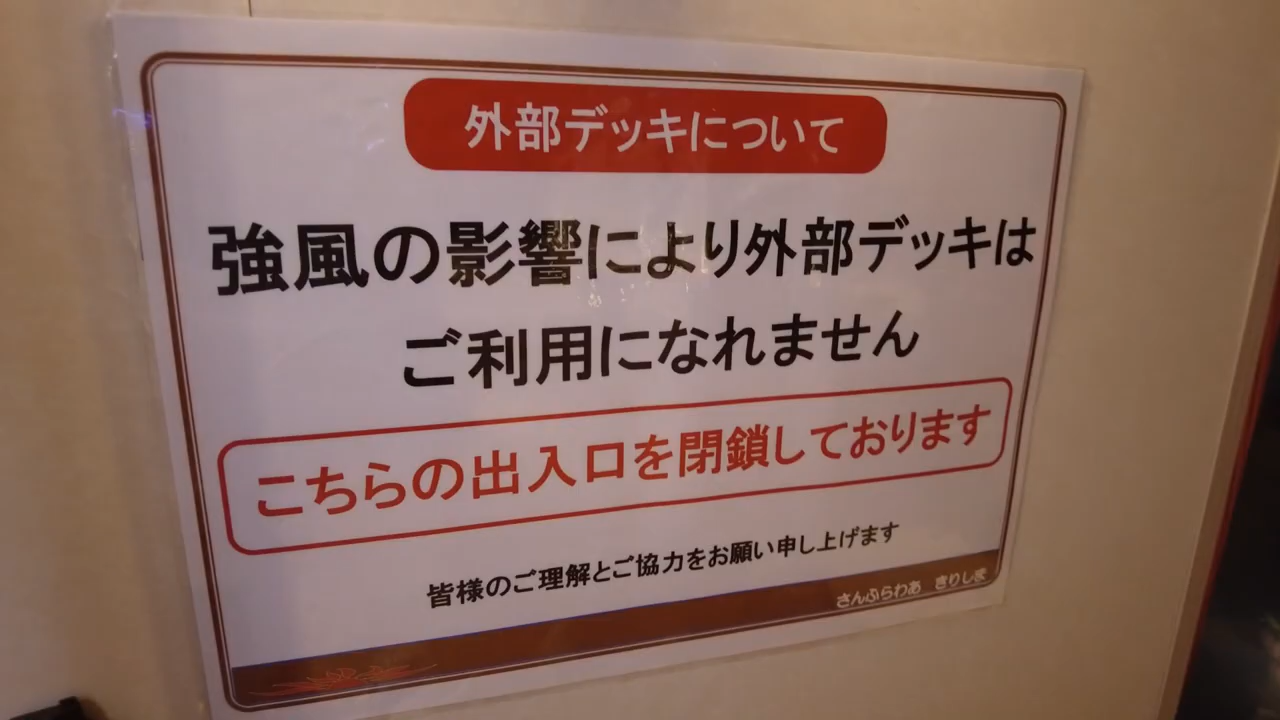 外部デッキについて
強風の影響により外部デッキは
ご利用になれません
こちらの出入口を閉鎖しております
皆様のご理解とご協力をお願い申し上げます
さんふらわあ きりしま